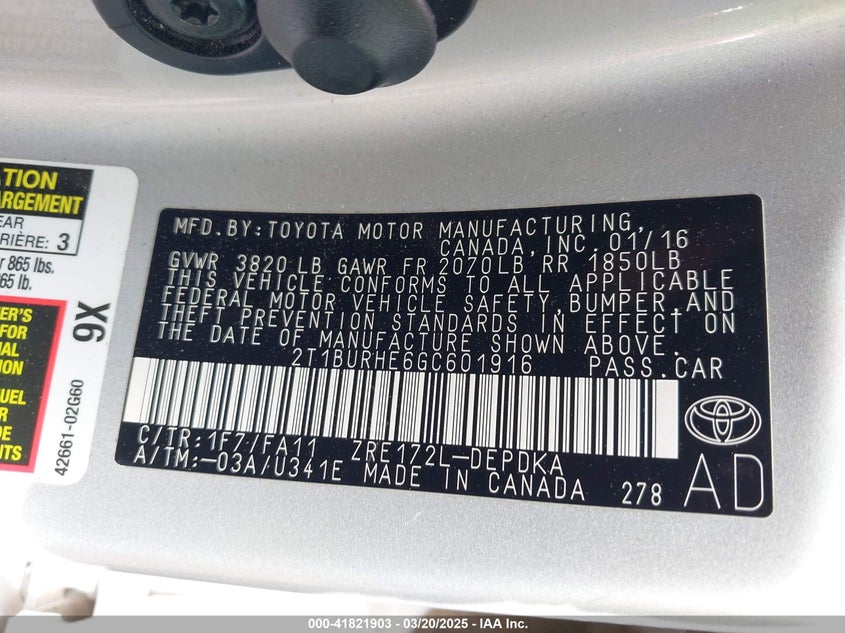 TION
ARGEMENT
EAR
RIÈRE: 3
r 865 lbs.
65 lb.
ER'S
FOR
NAL
TION
UEL
R
DE
NTS
9X
42661-02G60
MFD. BY: TOYOTA MOTOR MANUFACTURING,
CANADA, INC. 01/16
GVWR 3820 LB GAWR FR 2070LB RR 1850LB
THIS VEHICLE CONFORMS TO ALL APPLICABLE
FEDERAL MOTOR VEHICLE SAFETY, BUMPER, AND
THEFT PREVENTION STANDARDS IN EFFECT ON
THE DATE OF MANUFACTURE SHOWN ABOVE.
2T1BURHE6GC601916 PASS. CAR
C/TR: 1F7/FA11 ZRE172L-DEPDKA
A/TM: -03A/U341E MADE IN CANADA 278 AD
000-41821903 - 03/20/2025 - IAA Inc.